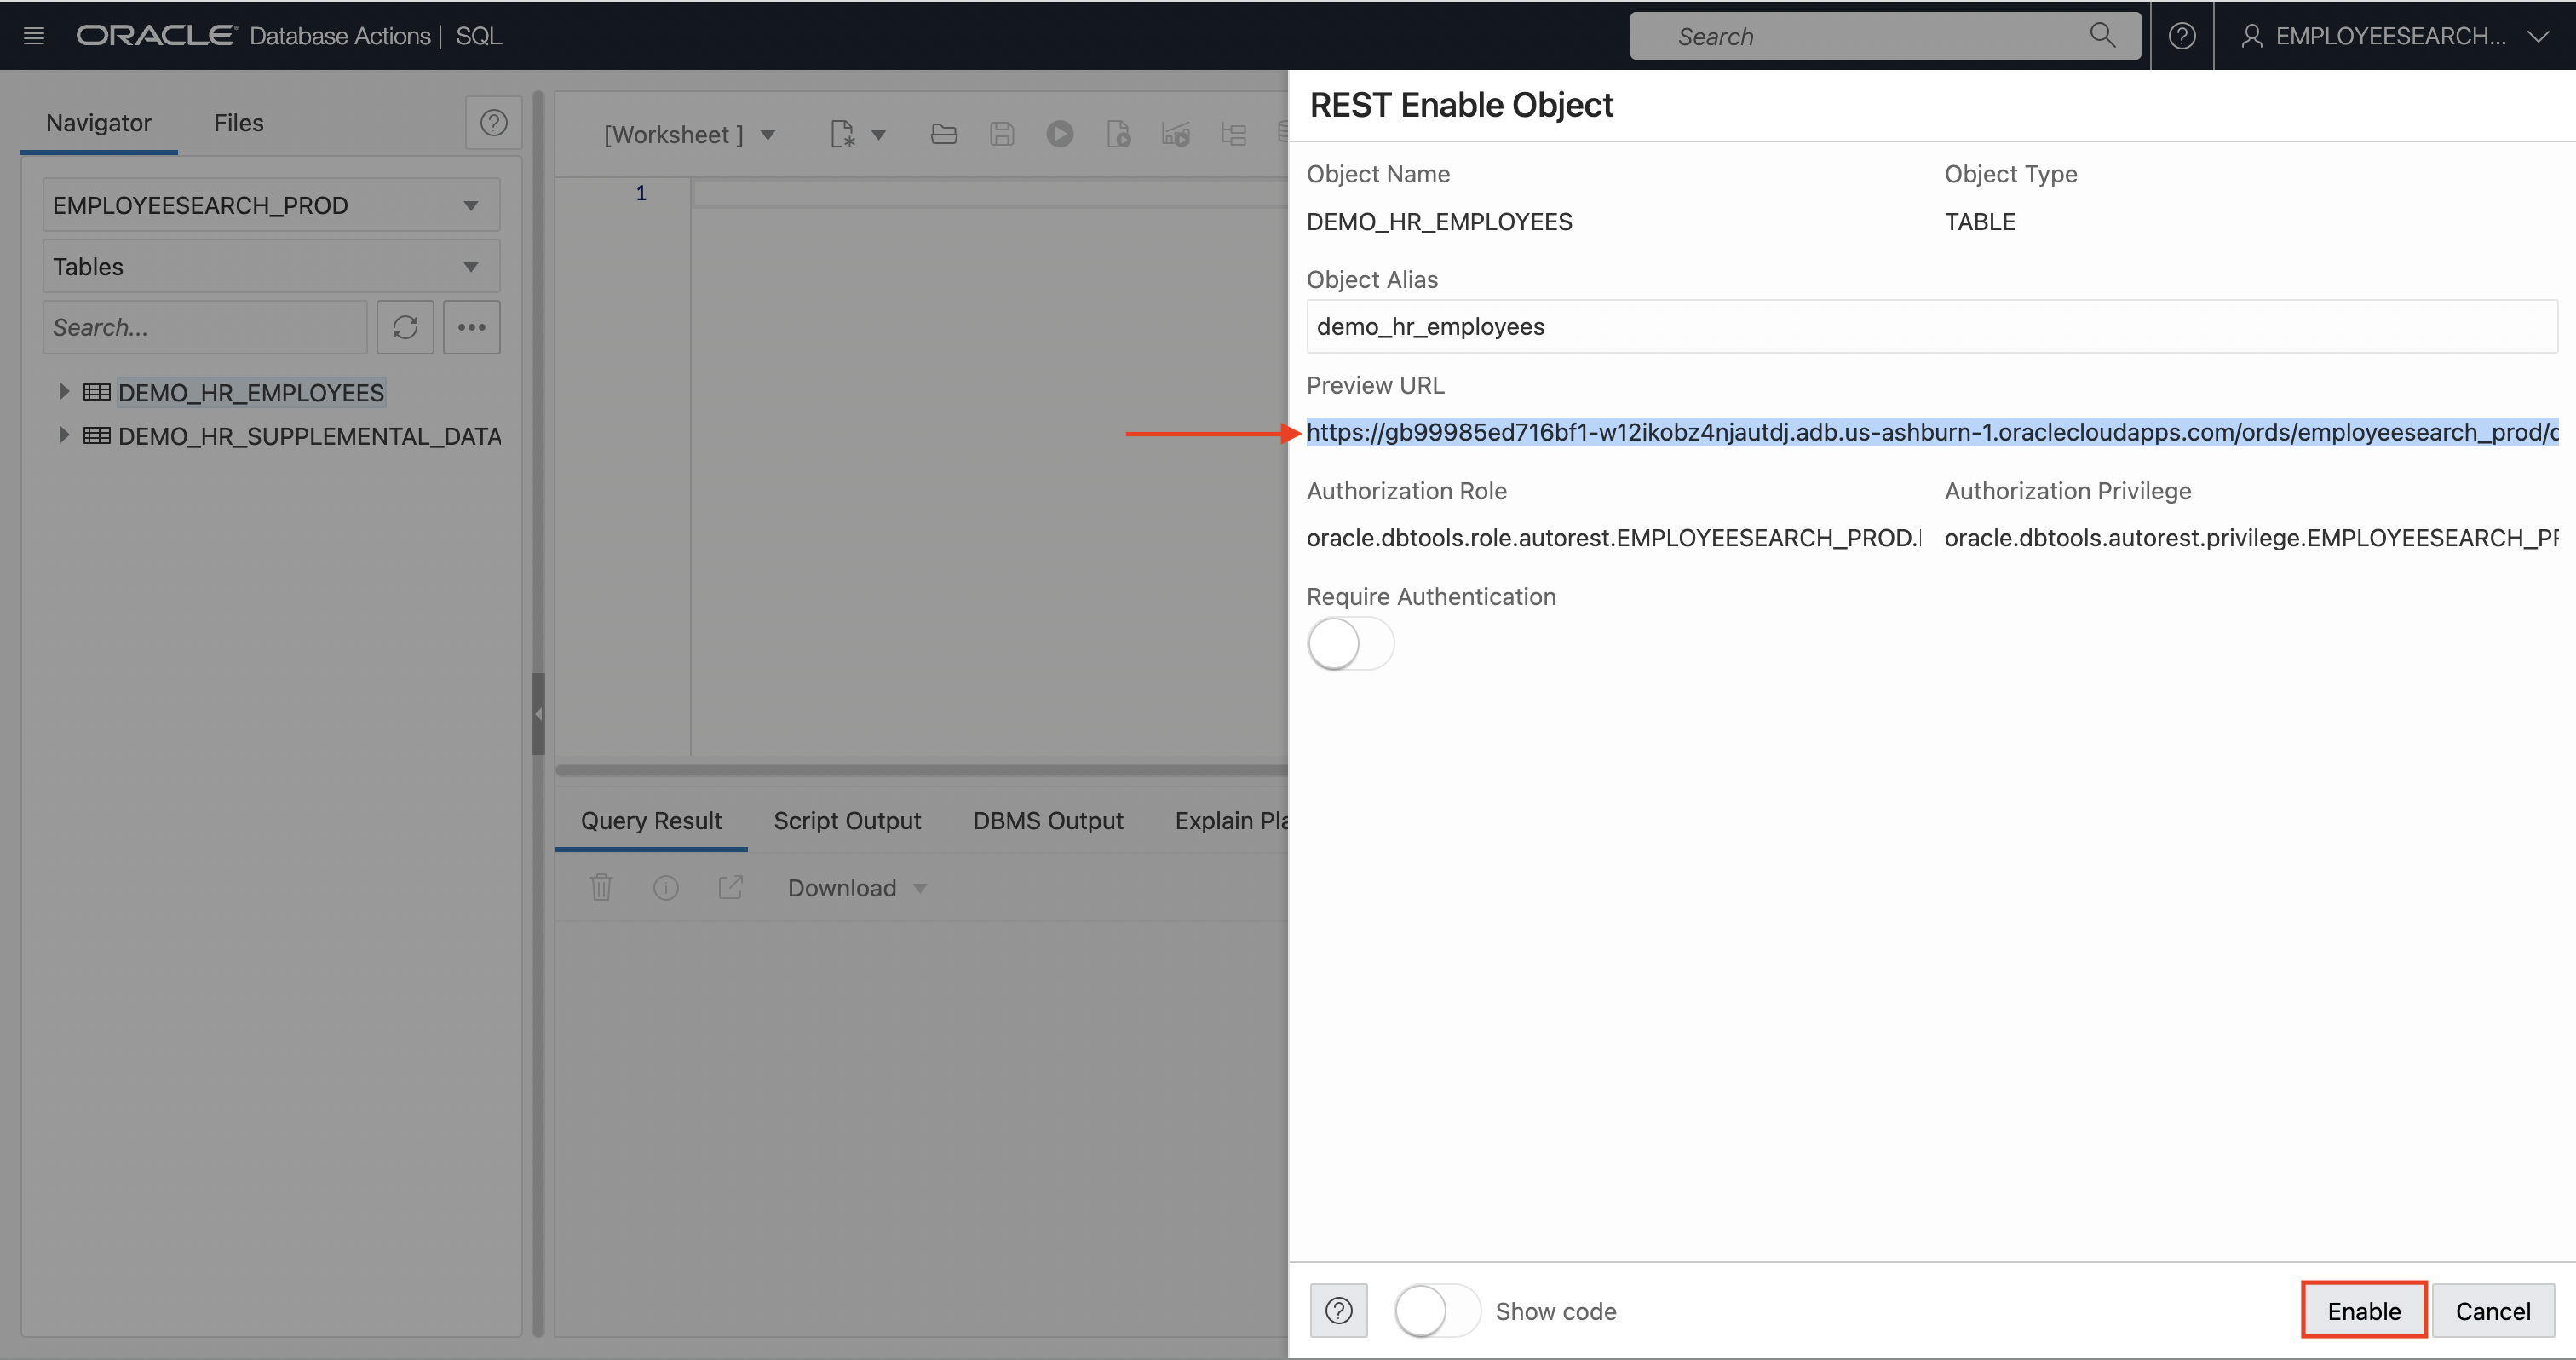 ORACLE Database Actions | SQL
Search
EMPLOYEESEARCH...
Navigator
Files
EMPLOYEESEARCH_PROD
Tables
Search...
DEMO_HR_EMPLOYEES
DEMO_HR_SUPPLEMENTAL_DATA
[Worksheet ]
1
Query Result
Script Output
DBMS Output
Explain Pla
Download
REST Enable Object
Object Name
Object Type
DEMO_HR_EMPLOYEES
TABLE
Object Alias
demo_hr_employees
Preview URL
https://gb99985ed716bf1-w12ikobz4njautdj.adb.us-ashburn-1.oraclecloudapps.com/ords/employeesearch_prod/d
Authorization Role
Authorization Privilege
oracle.dbtools.role.autorest.EMPLOYEESEARCH_PROD.
oracle.dbtools.autorest.privilege.EMPLOYEESEARCH_PR
Require Authentication
Show code
Enable
Cancel